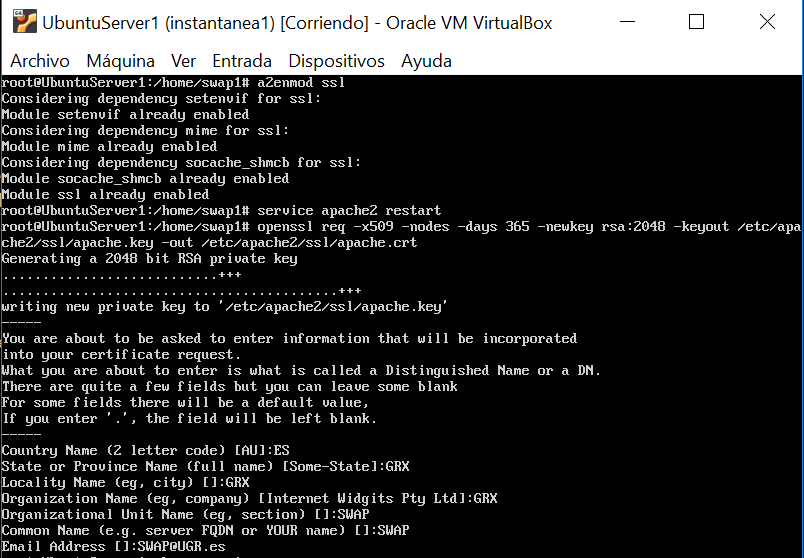 UbuntuServer1 (instantanea1) [Corriendo] - Oracle VM VirtualBox
Archivo Máquina Ver Entrada Dispositivos Ayuda
root@UbuntuServer1:/home/swap1# a2enmod ssl
Considering dependency setenvif for ssl:
Module setenvif already enabled
Considering dependency mime for ssl:
Module mime already enabled
Considering dependency socache_shmcb for ssl:
Module socache_shmcb already enabled
Module ssl already enabled
root@UbuntuServer1:/home/swap1# service apache2 restart
root@UbuntuServer1:/home/swap1# openssl req -x509 -nodes -days 365 -newkey rsa:2048 -keyout /etc/apa
che2/ssl/apache.key -out /etc/apache2/ssl/apache.crt
Generating a 2048 bit RSA private key
...........................+++
..........................................+++
writing new private key to '/etc/apache2/ssl/apache.key'
-----
You are about to be asked to enter information that will be incorporated
into your certificate request.
What you are about to enter is what is called a Distinguished Name or a DN.
There are quite a few fields but you can leave some blank
For some fields there will be a default value,
If you enter '.', the field will be left blank.
-----
Country Name (2 letter code) [AU]:ES
State or Province Name (full name) [Some-State]:GRX
Locality Name (eg, city) []:GRX
Organization Name (eg, company) [Internet Widgits Pty Ltd]:GRX
Organizational Unit Name (eg, section) []:SWAP
Common Name (e.g. server FQDN or YOUR name) []:SWAP
Email Address []:SWAP@UGR.es